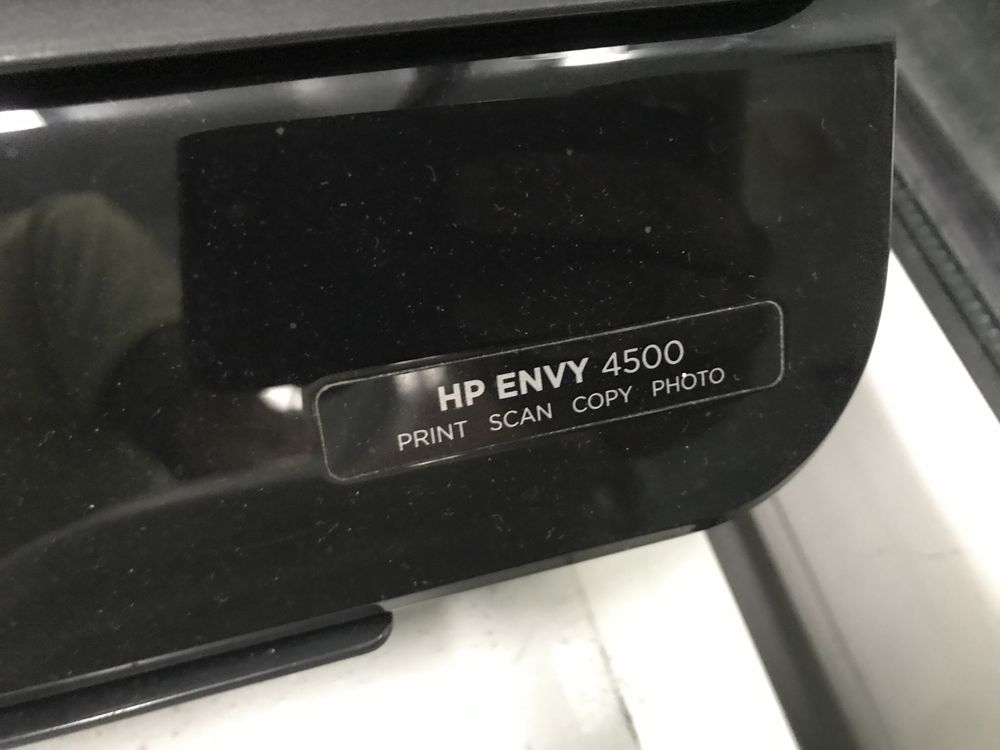 HP ENVY 4500
PRINT SCAN COPY PHOTO